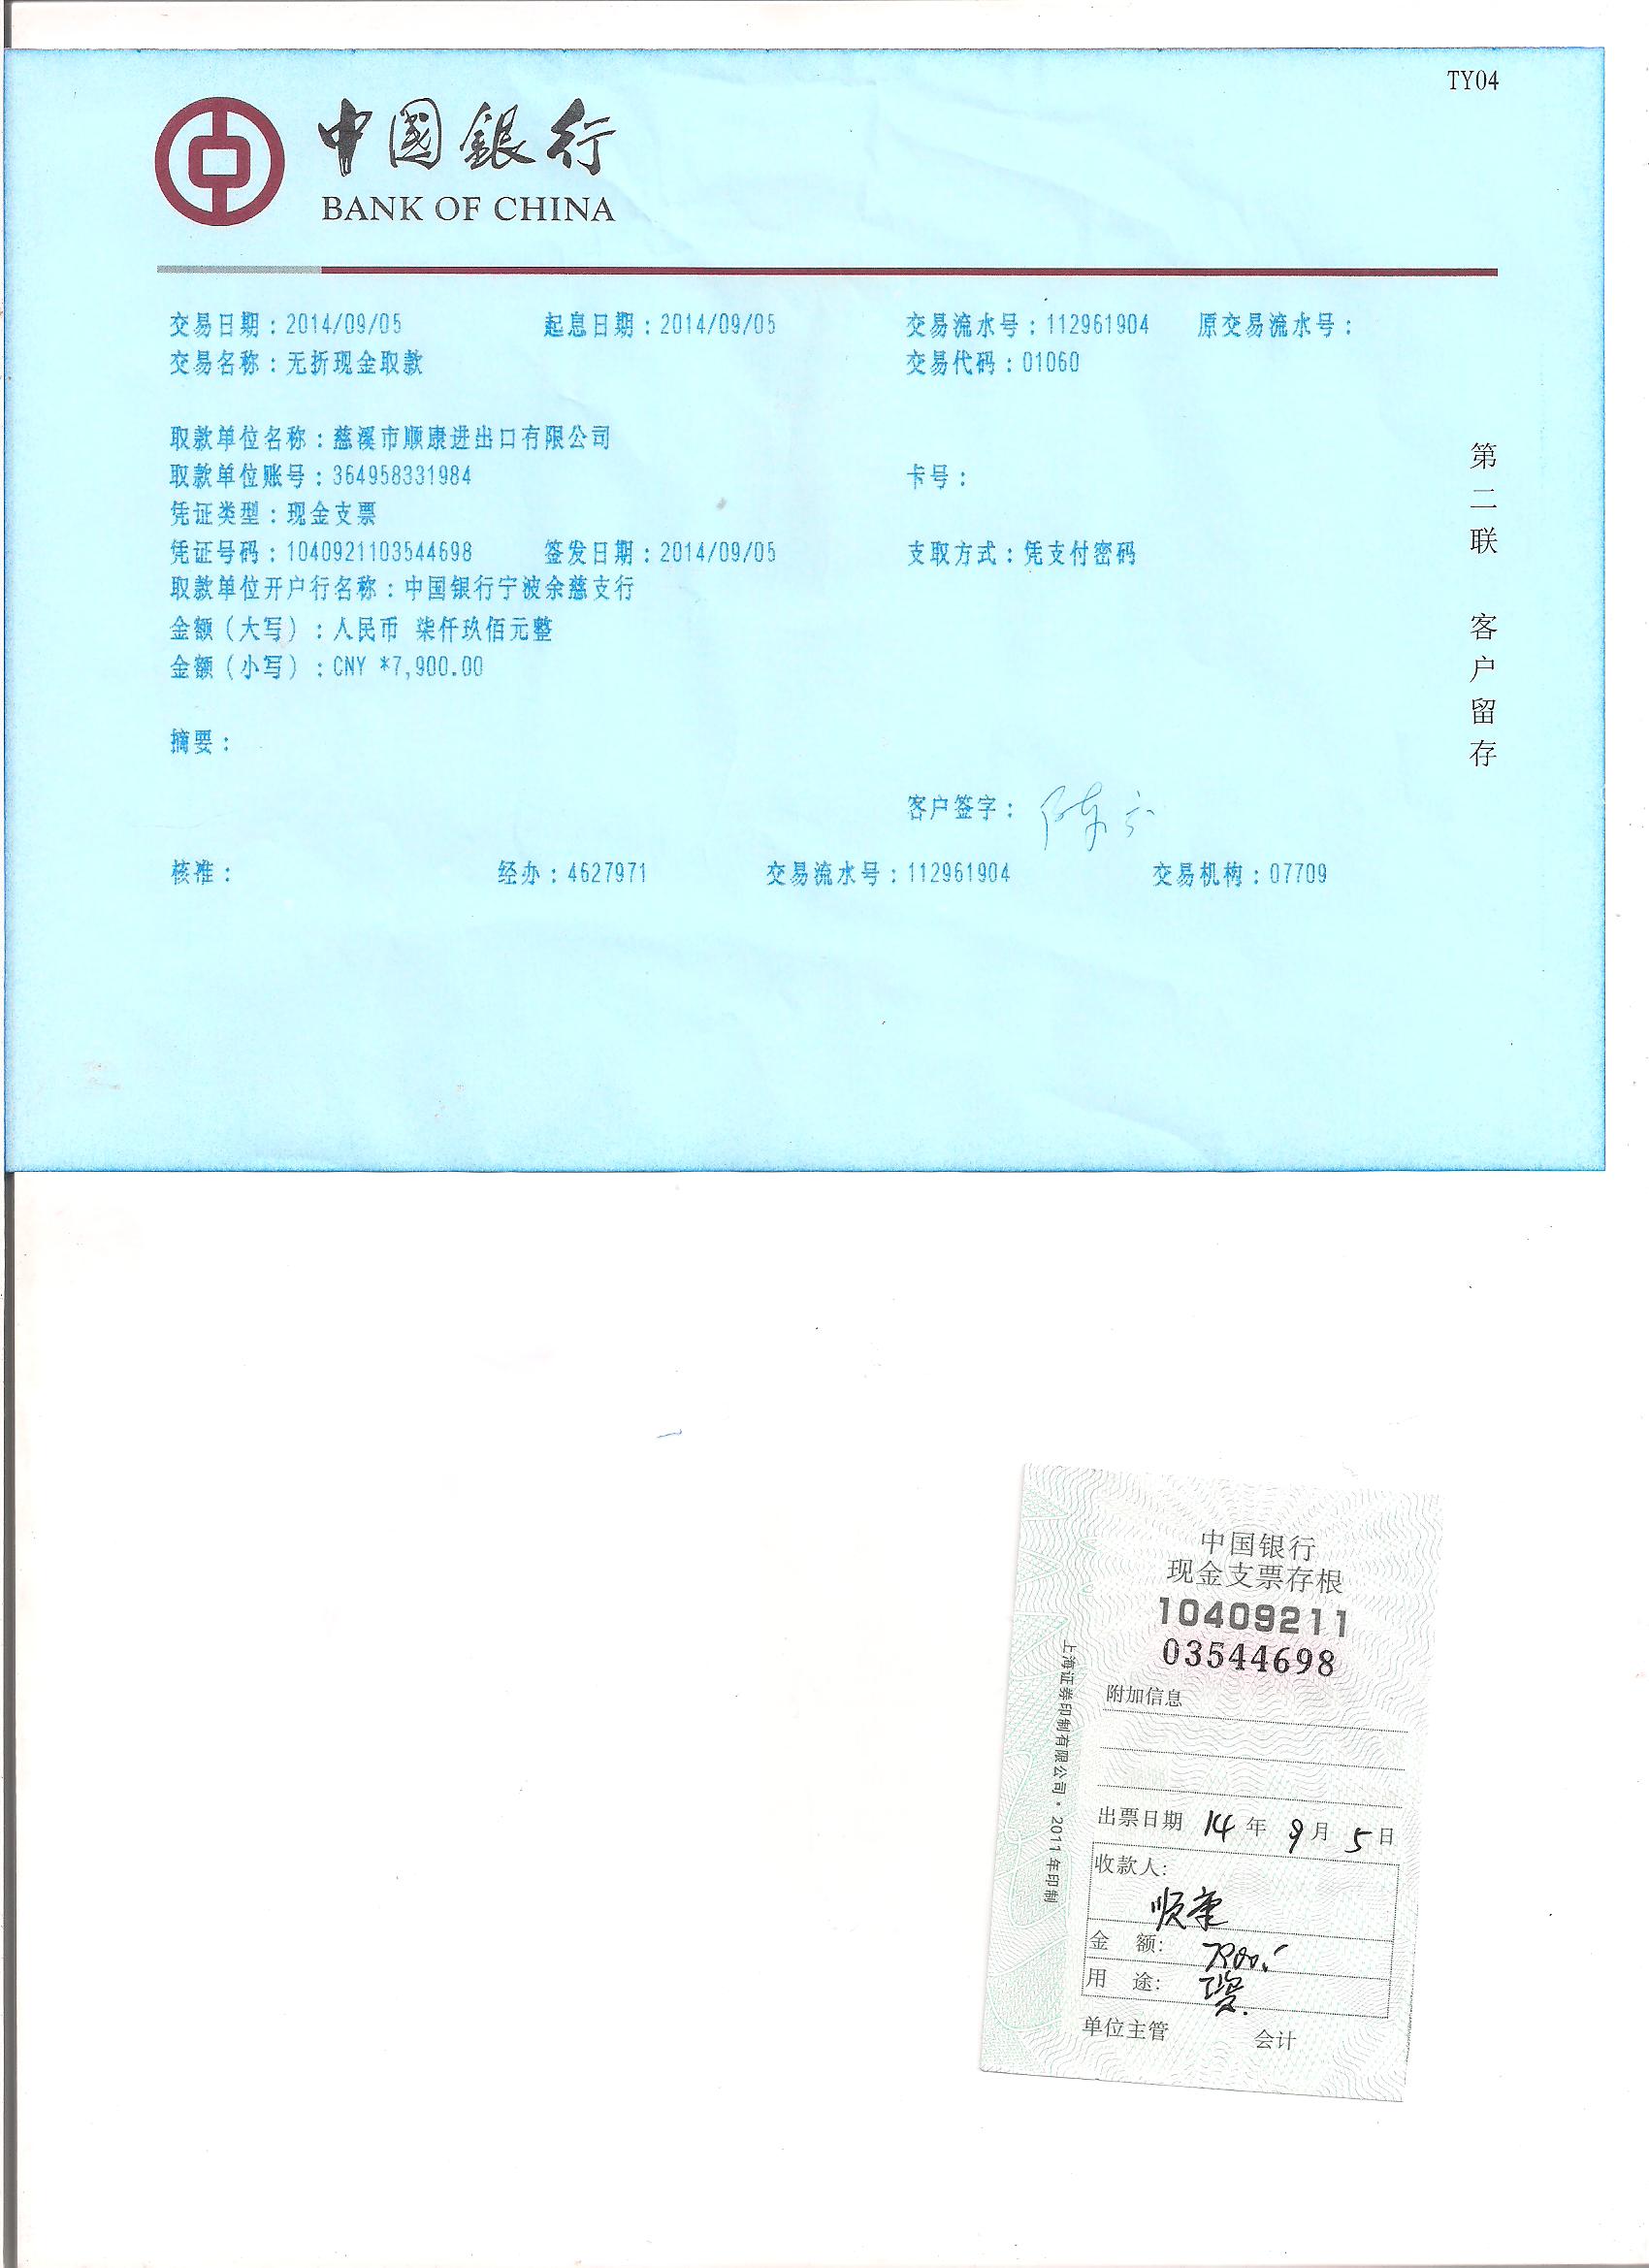 TY04
中國銀行
BANK OF CHINA
交易日期：2014/09/05 起息日期：2014/09/05 交易流水号：112961904 原交易流水号：
交易名称：无折现金取款 交易代码：01060
取款单位名称：慈溪市顺康进出口有限公司
取款单位账号：364958331984 卡号：
凭证类型：现金支票
凭证号码：1040921103544698 签发日期：2014/09/05 支取方式：凭支付密码
取款单位开户行名称：中国银行宁波余慈支行
金额（大写）：人民币 柒仟玖佰元整
金额（小写）：CNY *7,900.00
摘要：
客户签字：
核准： 经办：4627971 交易流水号：112961904 交易机构：07709
第二联 客户留存
中国银行
现金支票存根
10409211
03544698
附加信息
出票日期 14 年 9 月 5 日
收款人：
顺康
金 额： 7900.
用 途：
单位主管 会计
上海证券印制有限公司·2011年印制